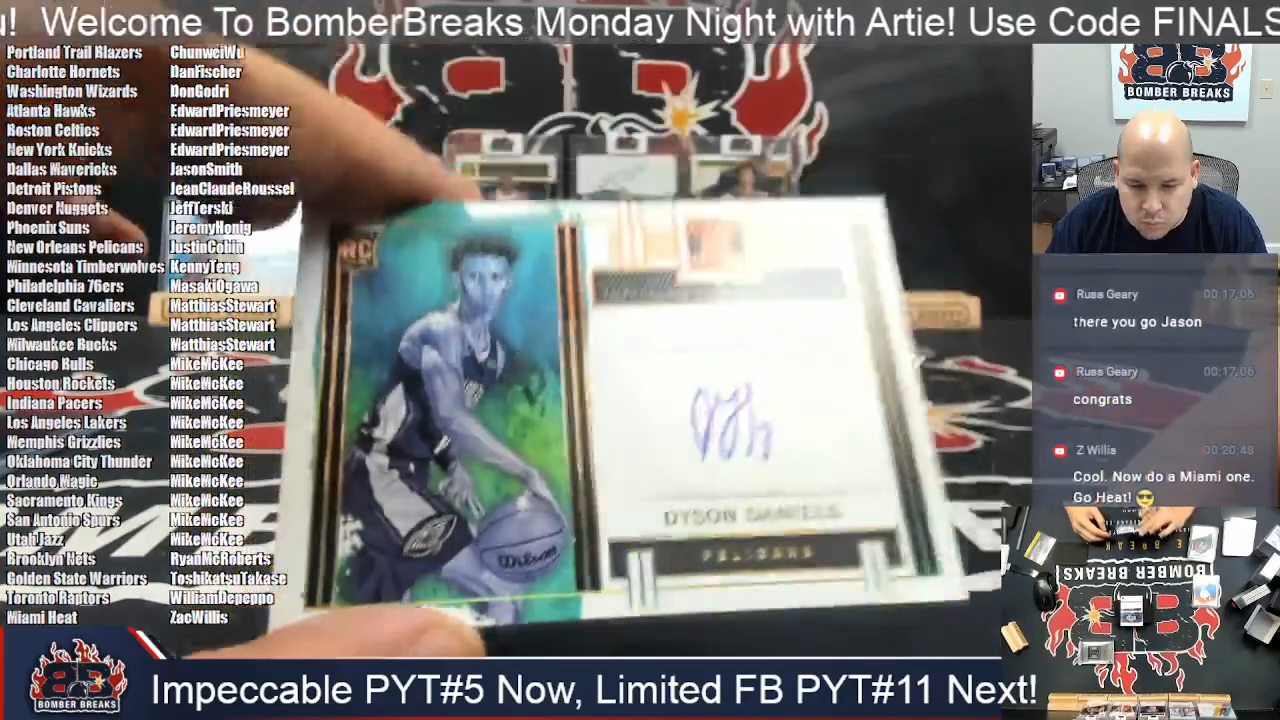 u!  Welcome To BomberBreaks Monday Night with Artie! Use Code FINALS
Portland Trail Blazers ChunweiWu
Charlotte Hornets DanFischer
Washington Wizards DonGodri
Atlanta Hawks EdwardPriesmeyer
Boston Celtics EdwardPriesmeyer
New York Knicks EdwardPriesmeyer
Dallas Mavericks JasonSmith
Detroit Pistons JeanClaudeRoussel
Denver Nuggets JeffTerski
Phoenix Suns JeremyHonig
New Orleans Pelicans JustinCobin
Minnesota Timberwolves KennyTeng
Philadelphia 76ers MasakiOgawa
Cleveland Cavaliers MatthiasStewart
Los Angeles Clippers MatthiasStewart
Milwaukee Bucks MatthiasStewart
Chicago Bulls MikeMcKee
Houston Rockets MikeMcKee
Indiana Pacers MikeMcKee
Los Angeles Lakers MikeMcKee
Memphis Grizzlies MikeMcKee
Oklahoma City Thunder MikeMcKee
Orlando Magic MikeMcKee
Sacramento Kings MikeMcKee
San Antonio Spurs MikeMcKee
Utah Jazz MikeMcKee
Brooklyn Nets RyanMcRoberts
Golden State Warriors ToshikatsuTakase
Toronto Raptors WilliamDepeppo
Miami Heat ZacWillis
RC
Wilson
DYSON DANIELS
PELICANS
BOMBER BREAKS
Russ Geary 00:17:06
there you go Jason
Russ Geary 00:17:06
congrats
Z Willis 00:20:48
Cool. Now do a Miami one.
Go Heat! 😎
BOMBER BREAKS
BOMBER BREAKS
Impeccable PYT#5 Now, Limited FB PYT#11 Next!